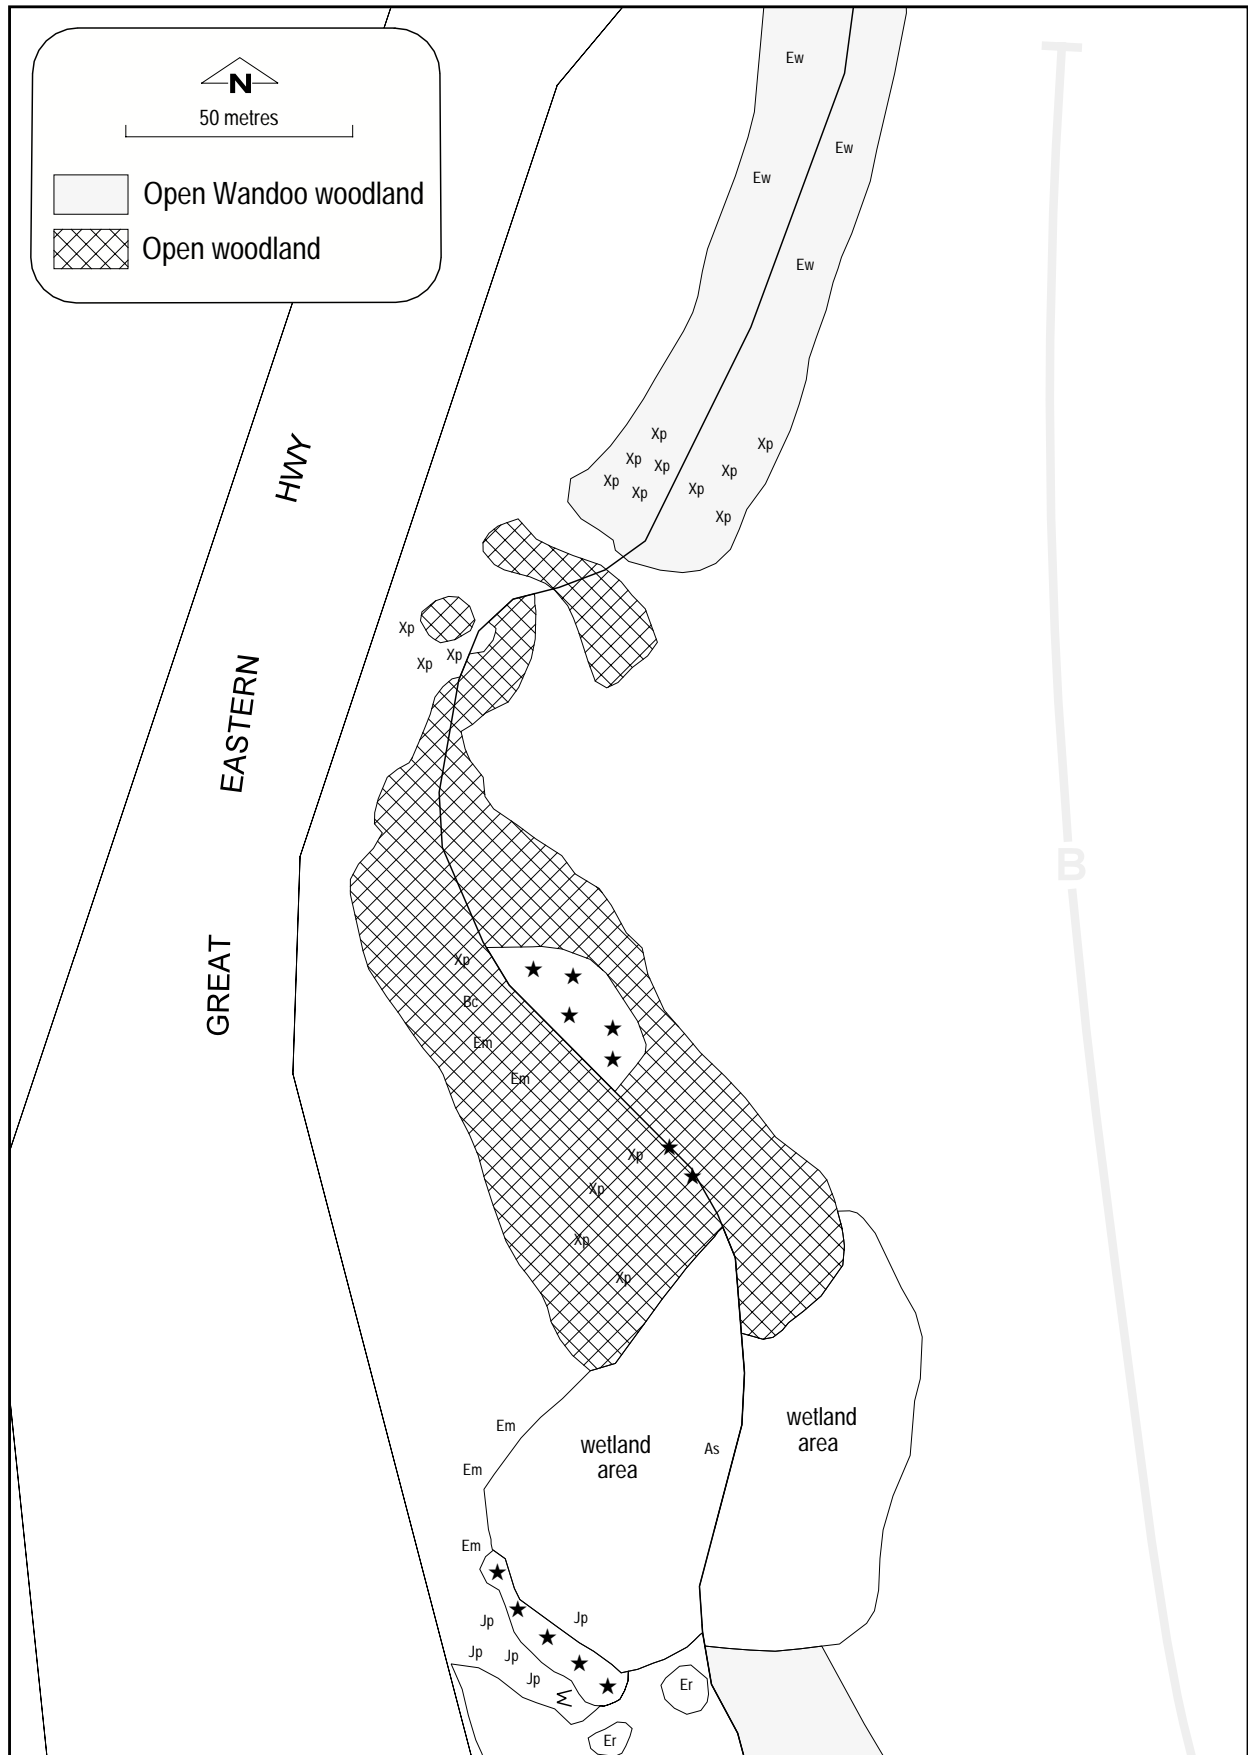 N
50 metres
Open Wandoo woodland
Open woodland
Ew
Ew
Ew
Ew
HWY
Xp
Xp
Xp
Xp
Xp
Xp
Xp
Xp
Xp
Xp
Xp
Xp
EASTERN
B
GREAT
Xp
Bc
Em
Em
Xp
Xp
Xp
Xp
wetland
area
Em
wetland
area
As
Em
Em
Jp
Jp
Jp
Jp
Jp
Er
W
Er